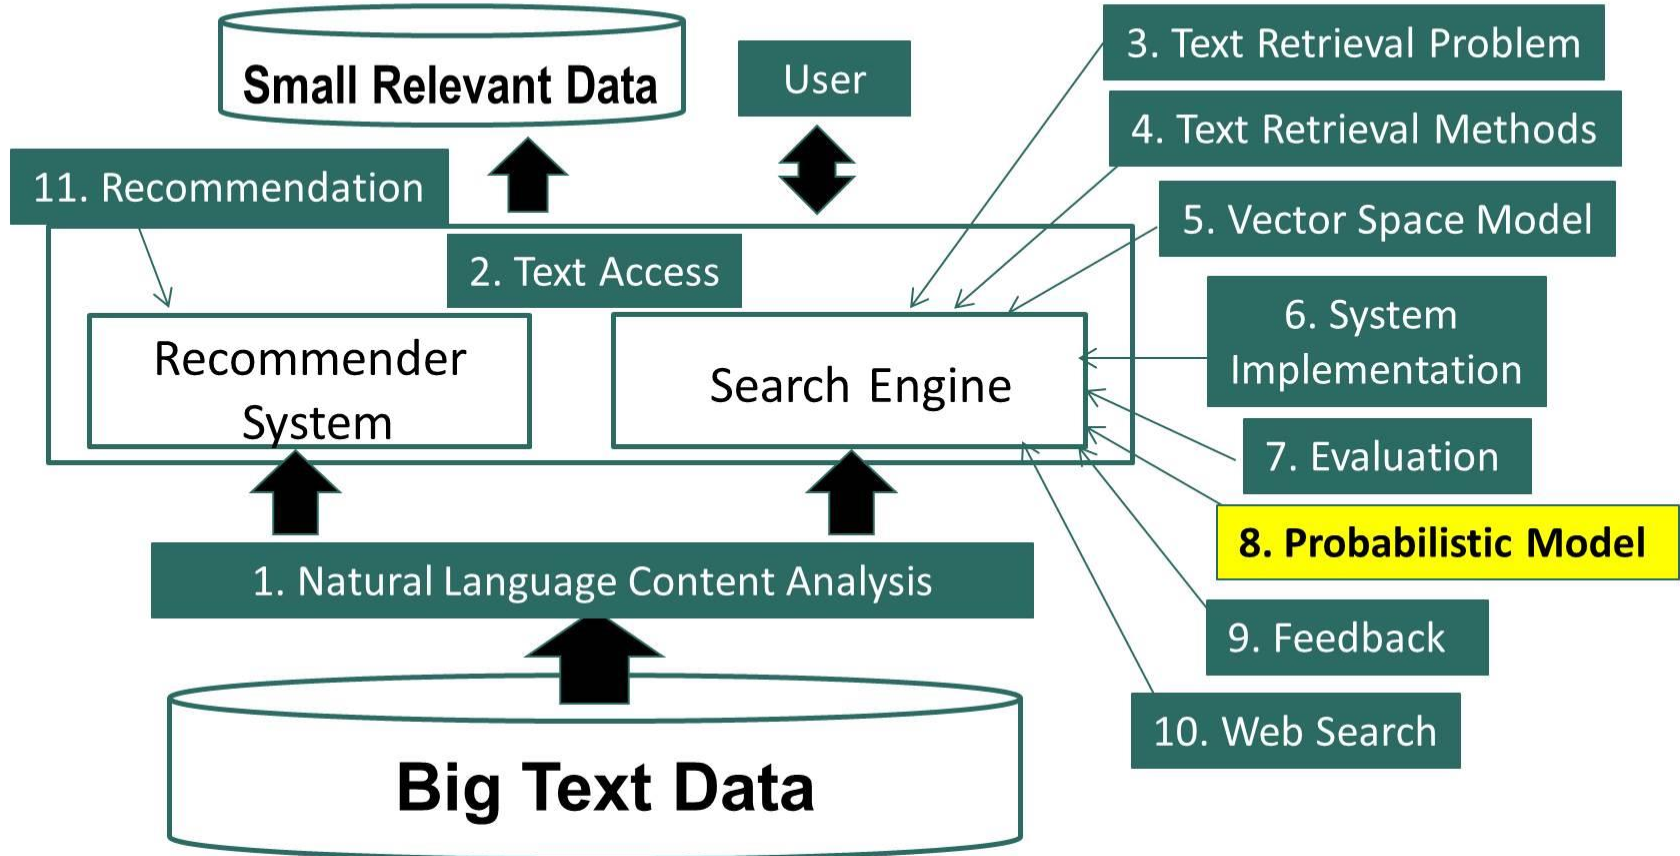 Small Relevant Data
User
3. Text Retrieval Problem
4. Text Retrieval Methods
11. Recommendation
5. Vector Space Model
2. Text Access
6. System
Implementation
Recommender
System
Search Engine
7. Evaluation
8. Probabilistic Model
1. Natural Language Content Analysis
9. Feedback
10. Web Search
Big Text Data